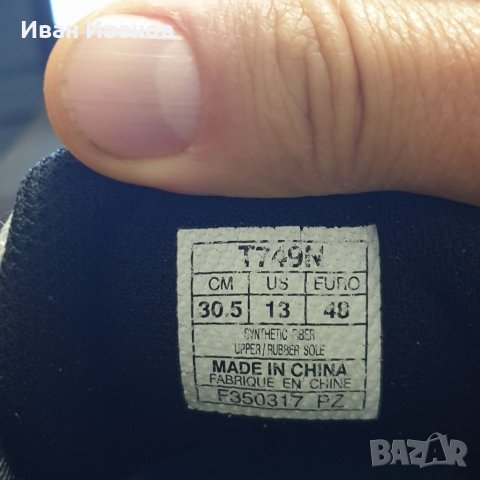 Иван Иванов
T749N
CM US EURO
30.5 13 48
SYNTHETIC FIBER
UPPER/RUBBER SOLE
MADE IN CHINA
FABRIQUE EN CHINE
F350317 PZ
BAZAR